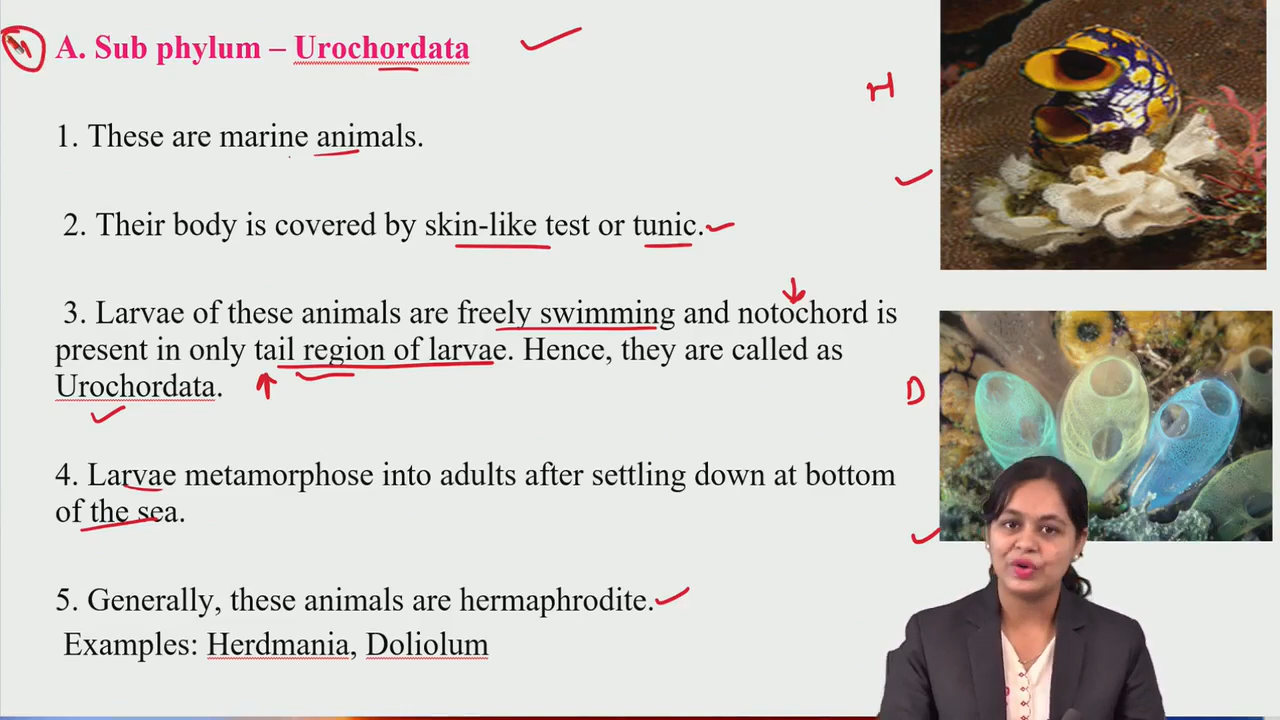 A. Sub phylum – Urochordata
H
1. These are marine animals.
2. Their body is covered by skin-like test or tunic.
3. Larvae of these animals are freely swimming and notochord is
present in only tail region of larvae. Hence, they are called as
Urochordata.
D
4. Larvae metamorphose into adults after settling down at bottom
of the sea.
5. Generally, these animals are hermaphrodite.
Examples: Herdmania, Doliolum